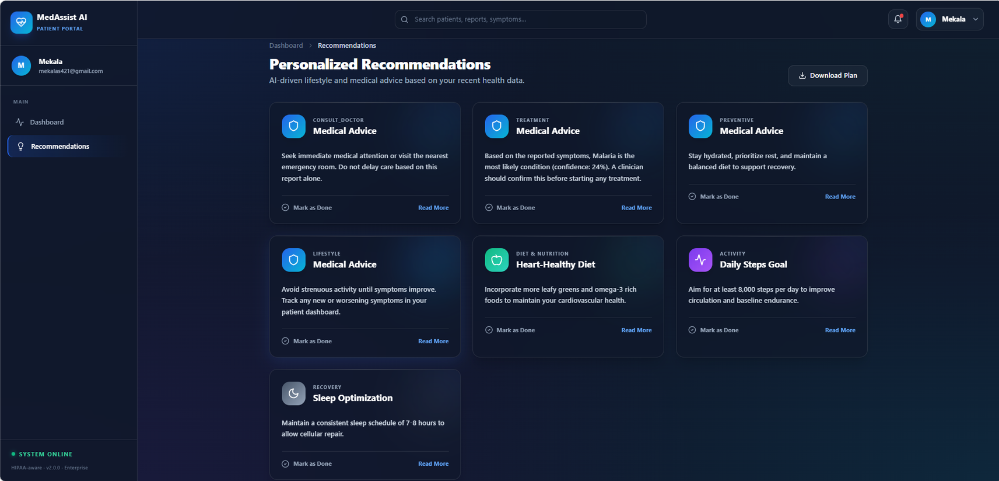 MedAssist AI
PATIENT PORTAL
Search patients, reports, symptoms...
M
Mekala
M
Mekala
mekalas421@gmail.com
MAIN
Dashboard
Recommendations
Dashboard > Recommendations
Personalized Recommendations
AI-driven lifestyle and medical advice based on your recent health data.
Download Plan
CONSULT_DOCTOR
Medical Advice
Seek immediate medical attention or visit the nearest
emergency room. Do not delay care based on this
report alone.
Mark as Done
Read More
TREATMENT
Medical Advice
Based on the reported symptoms, Malaria is the
most likely condition (confidence: 24%). A clinician
should confirm this before starting any treatment.
Mark as Done
Read More
PREVENTIVE
Medical Advice
Stay hydrated, prioritize rest, and maintain a
balanced diet to support recovery.
Mark as Done
Read More
LIFESTYLE
Medical Advice
Avoid strenuous activity until symptoms improve.
Track any new or worsening symptoms in your
patient dashboard.
Mark as Done
Read More
DIET & NUTRITION
Heart-Healthy Diet
Incorporate more leafy greens and omega-3 rich
foods to maintain your cardiovascular health.
Mark as Done
Read More
ACTIVITY
Daily Steps Goal
Aim for at least 8,000 steps per day to improve
circulation and baseline endurance.
Mark as Done
Read More
RECOVERY
Sleep Optimization
Maintain a consistent sleep schedule of 7-8 hours to
allow cellular repair.
Mark as Done
Read More
SYSTEM ONLINE
HIPAA-aware · v2.0.0 · Enterprise